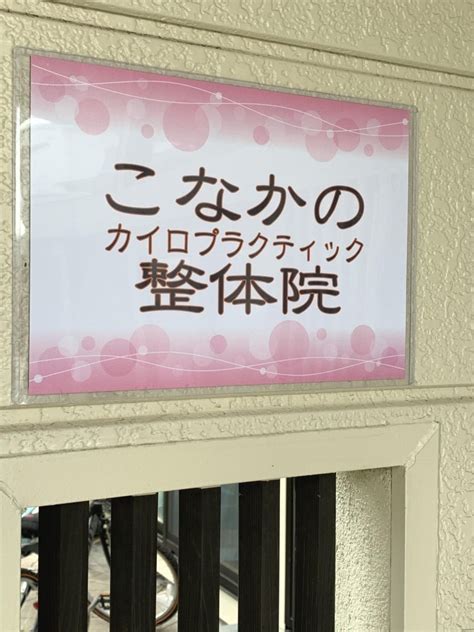 こなかの
カイロプラクティック
整体院